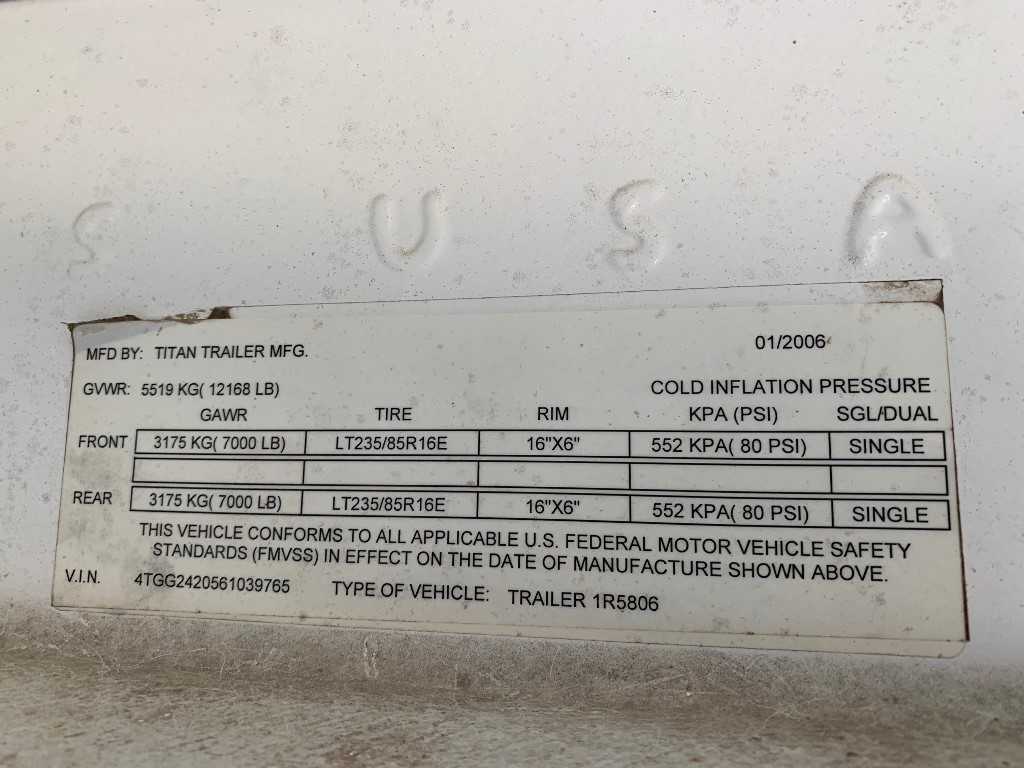 S U S A
MFD BY: TITAN TRAILER MFG. 01/2006
GVWR: 5519 KG( 12168 LB) COLD INFLATION PRESSURE
GAWR TIRE RIM KPA (PSI) SGL/DUAL
FRONT 3175 KG( 7000 LB) LT235/85R16E 16"X6" 552 KPA( 80 PSI) SINGLE
REAR 3175 KG( 7000 LB) LT235/85R16E 16"X6" 552 KPA( 80 PSI) SINGLE
THIS VEHICLE CONFORMS TO ALL APPLICABLE U.S. FEDERAL MOTOR VEHICLE SAFETY
STANDARDS (FMVSS) IN EFFECT ON THE DATE OF MANUFACTURE SHOWN ABOVE.
V.I.N. 4TGG2420561039765 TYPE OF VEHICLE: TRAILER 1R5806